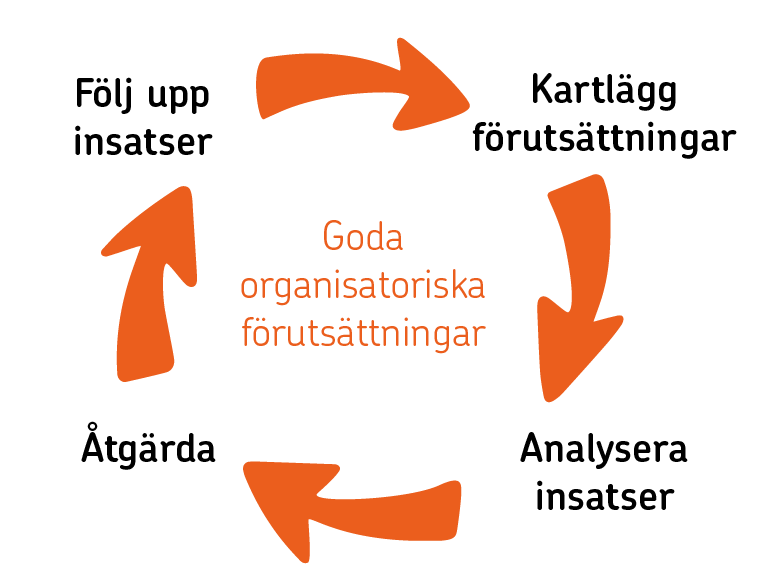 Följ upp
insatser
Kartlägg
förutsättningar
Goda
organisatoriska
förutsättningar
Åtgärda
Analysera
insatser